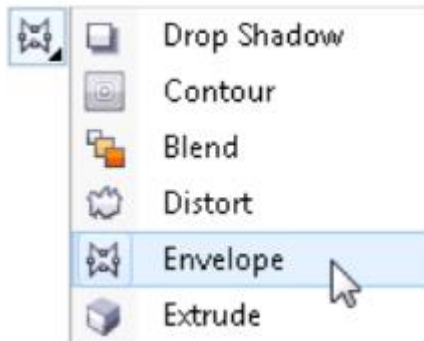 Drop Shadow
Contour
Blend
Distort
Envelope
Extrude